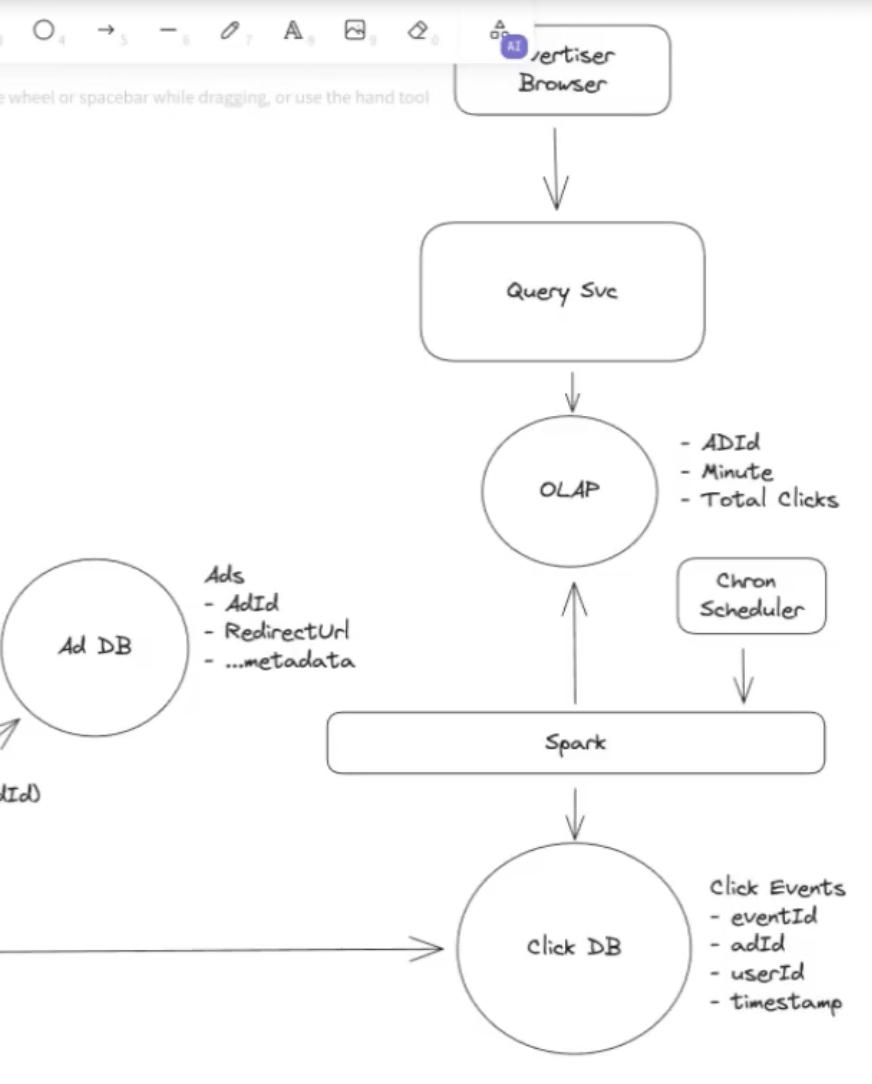 4
5
6
7
8
9
0
AI
e wheel or spacebar while dragging, or use the hand tool
vertiser
Browser
Query Svc
OLAP
- ADId
- Minute
- Total Clicks
Chron
Scheduler
Ad DB
Ads
- AdId
- RedirectUrl
- ...metadata
Spark
dId)
Click DB
Click Events
- eventId
- adId
- userId
- timestamp